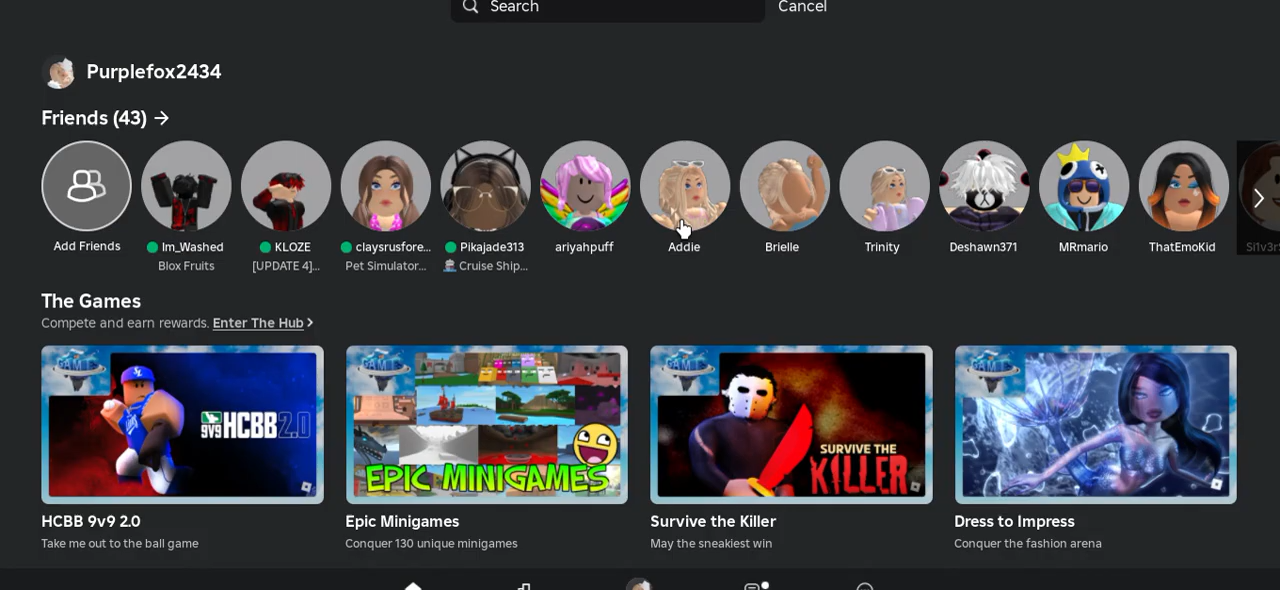 Search Cancel
Purplefox2434
Friends (43) →
Add Friends Im_Washed KLOZE claysrusfore... Pikajade313 ariyahpuff Addie Brielle Trinity Deshawn371 MRmario ThatEmoKid
Blox Fruits [UPDATE 4]... Pet Simulator... Cruise Ship...
The Games
Compete and earn rewards. Enter The Hub >
9V9 HCBB 2.0
EPIC MINIGAMES
SURVIVE THE
KILLER
HCBB 9v9 2.0 Epic Minigames Survive the Killer Dress to Impress
Take me out to the ball game Conquer 130 unique minigames May the sneakiest win Conquer the fashion arena